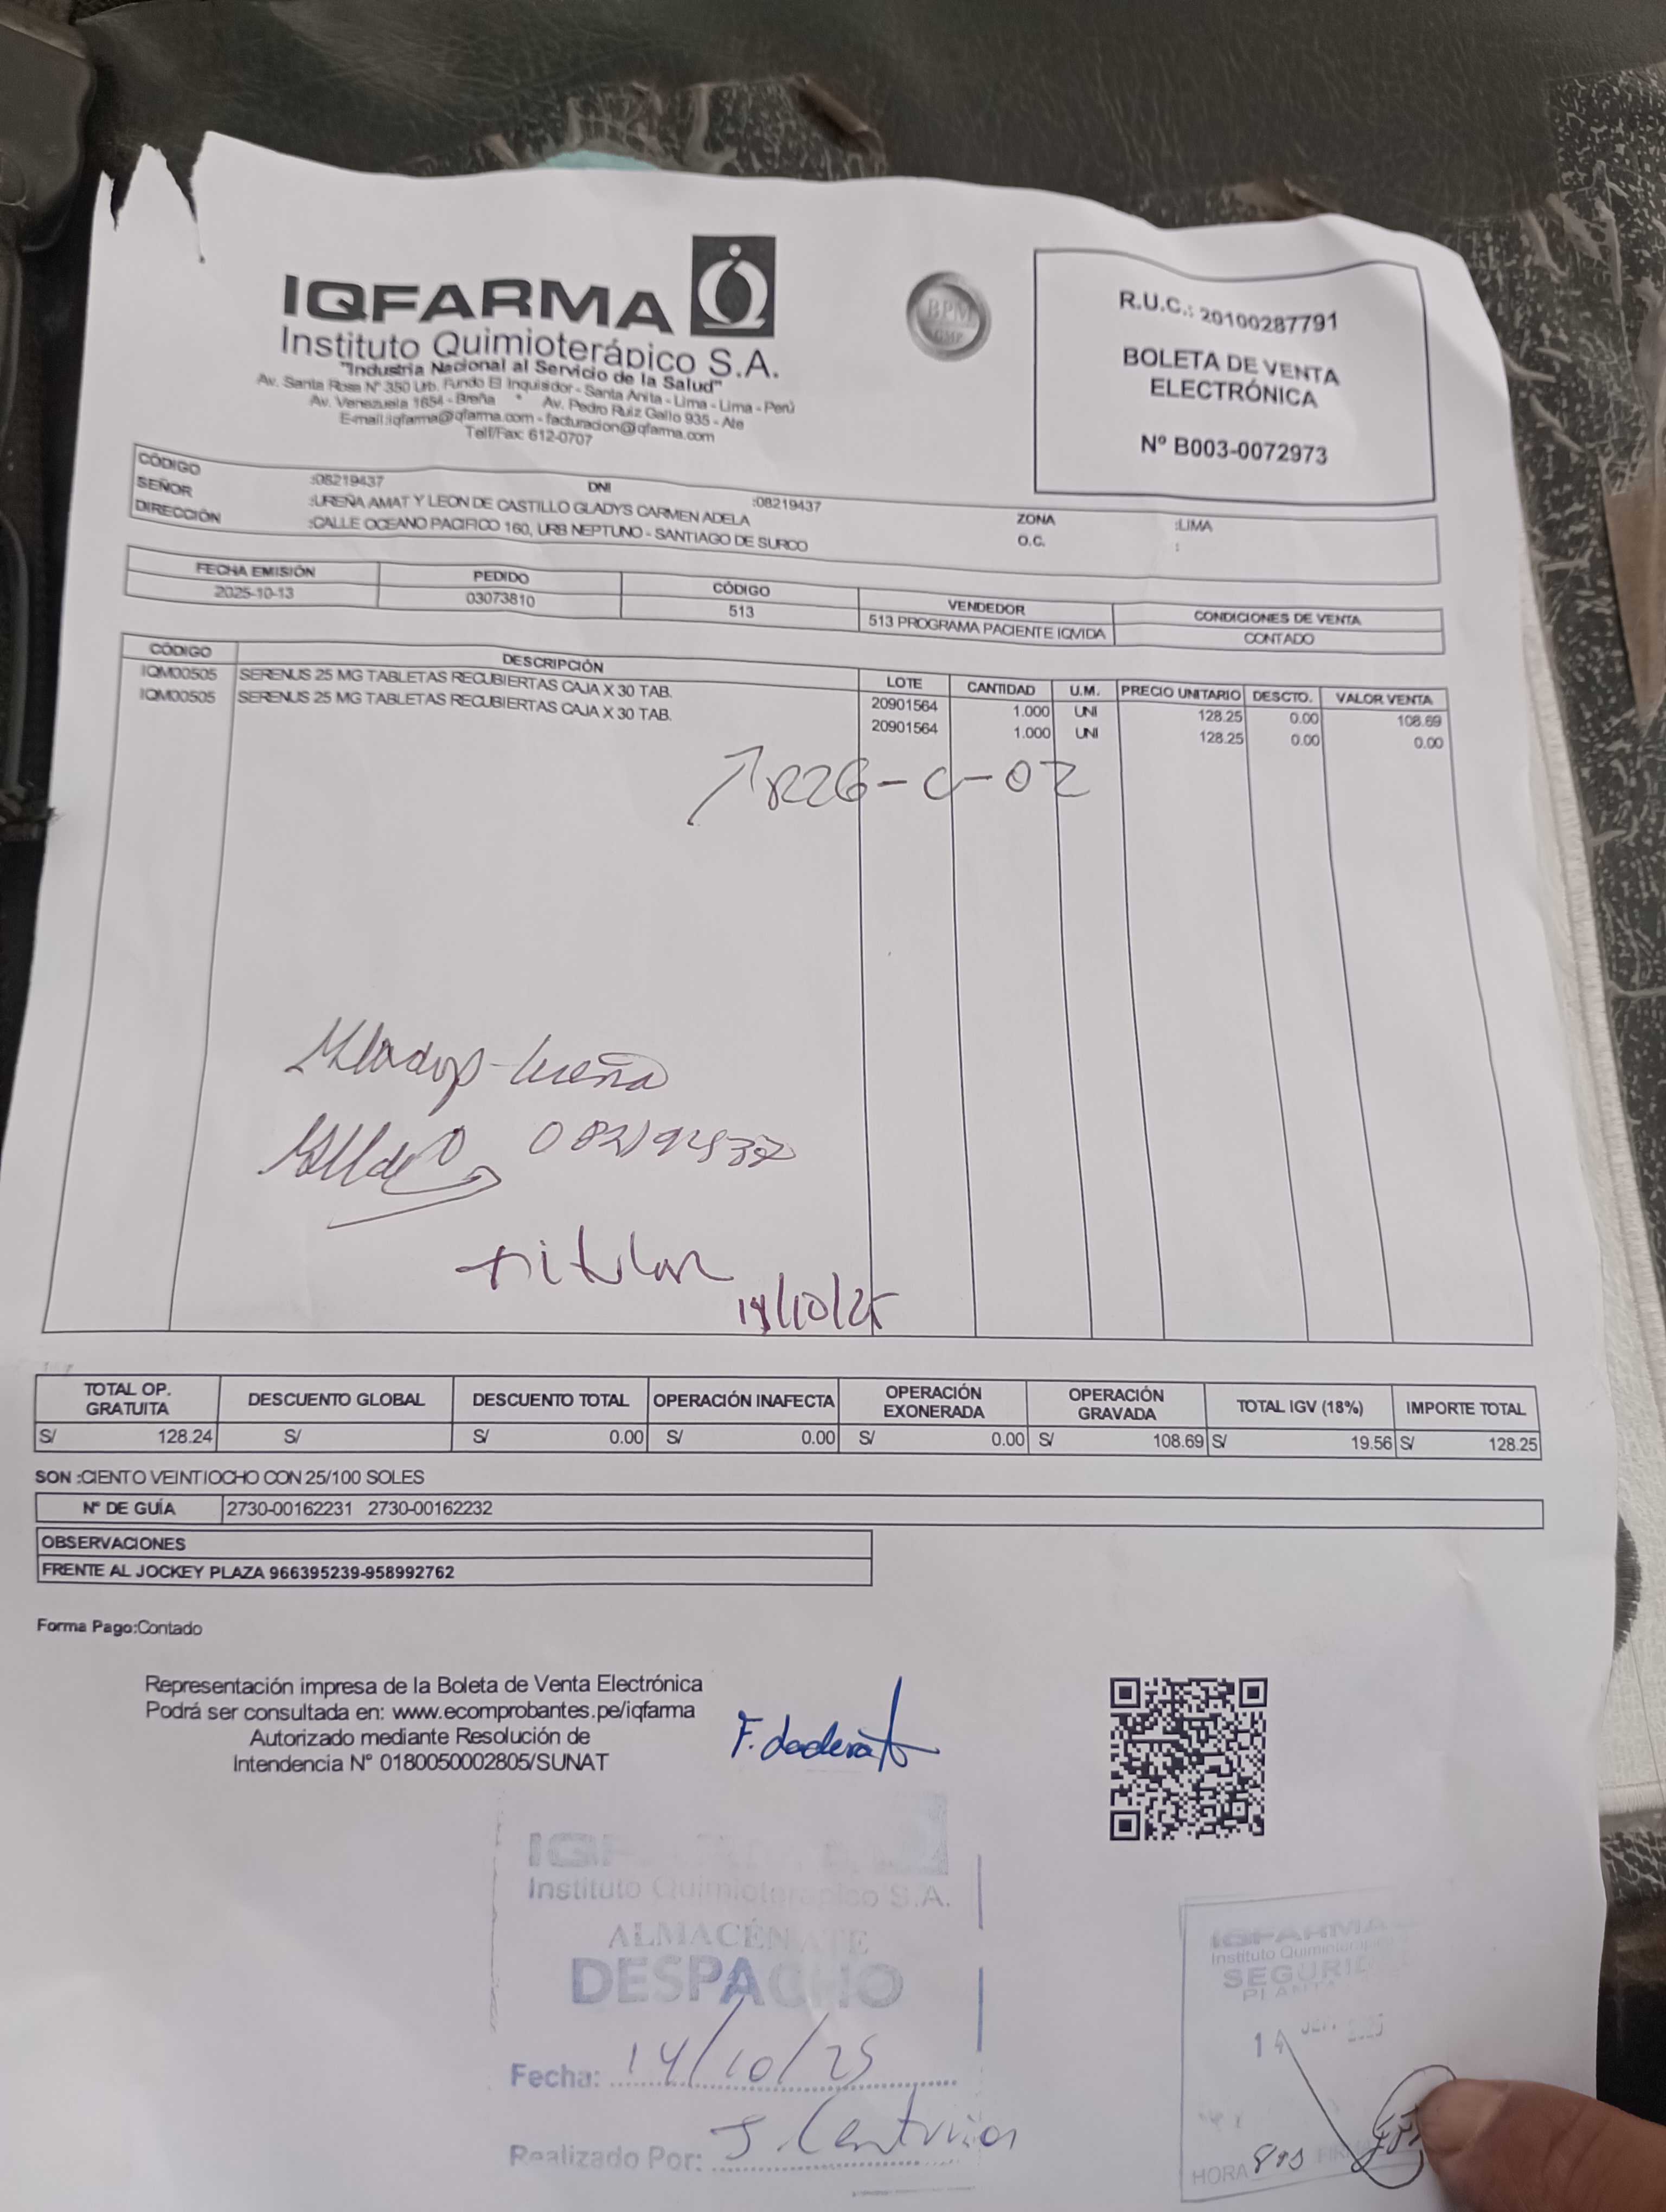 IQFARMA
Instituto Quimioterápico S.A.
"Industria Nacional al Servicio de la Salud"
Av. Santa Rosa N° 350 Urb. Fundo El Inquisidor - Santa Anita - Lima - Lima - Perú
Av. Venezuela 1654 - Breña * Av. Pedro Ruiz Gallo 935 - Ate
E-mail:iqfarma@qfarma.com - facturacion@qfarma.com
Telf/Fax: 612-0707
BPM
GMP
R.U.C.: 20100287791
BOLETA DE VENTA
ELECTRÓNICA
Nº B003-0072973
CÓDIGO :08219437 DNI :08219437
SEÑOR :UREÑA AMAT Y LEON DE CASTILLO GLADYS CARMEN ADELA ZONA :LIMA
DIRECCIÓN :CALLE OCEANO PACIFICO 160, URB NEPTUNO - SANTIAGO DE SURCO O.C. :
FECHA EMISIÓN PEDIDO CÓDIGO VENDEDOR CONDICIONES DE VENTA
2025-10-13 03073810 513 513 PROGRAMA PACIENTE IQVIDA CONTADO
CÓDIGO DESCRIPCIÓN LOTE CANTIDAD U.M. PRECIO UNITARIO DESCTO. VALOR VENTA
IQM00505 SERENUS 25 MG TABLETAS RECUBIERTAS CAJA X 30 TAB. 20901564 1.000 UNI 128.25 0.00 108.69
IQM00505 SERENUS 25 MG TABLETAS RECUBIERTAS CAJA X 30 TAB. 20901564 1.000 UNI 128.25 0.00 0.00
Gladys Ureña
08219437
titular
14/10/25
TOTAL OP. GRATUITA DESCUENTO GLOBAL DESCUENTO TOTAL OPERACIÓN INAFECTA OPERACIÓN EXONERADA OPERACIÓN GRAVADA TOTAL IGV (18%) IMPORTE TOTAL
S/ 128.24 S/ S/ 0.00 S/ 0.00 S/ 0.00 S/ 108.69 S/ 19.56 S/ 128.25
SON :CIENTO VEINTIOCHO CON 25/100 SOLES
Nº DE GUÍA 2730-00162231 2730-00162232
OBSERVACIONES
FRENTE AL JOCKEY PLAZA 966395239-958992762
Forma Pago:Contado
Representación impresa de la Boleta de Venta Electrónica
Podrá ser consultada en: www.ecomprobantes.pe/iqfarma
Autorizado mediante Resolución de
Intendencia N° 0180050002805/SUNAT
Instituto Quimioterapico S.A.
DESPACHO
Fecha: 14/10/25
Realizado Por:
IQFARMA
Instituto
14
HORA